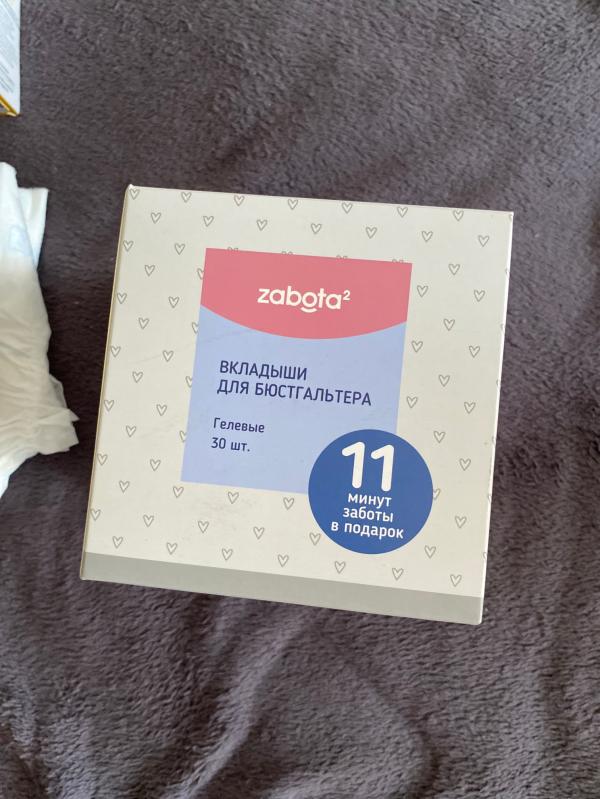 zabota²
ВКЛАДЫШИ
ДЛЯ БЮСТГАЛЬТЕРА
Гелевые
30 шт.
11
минут
заботы
в подарок